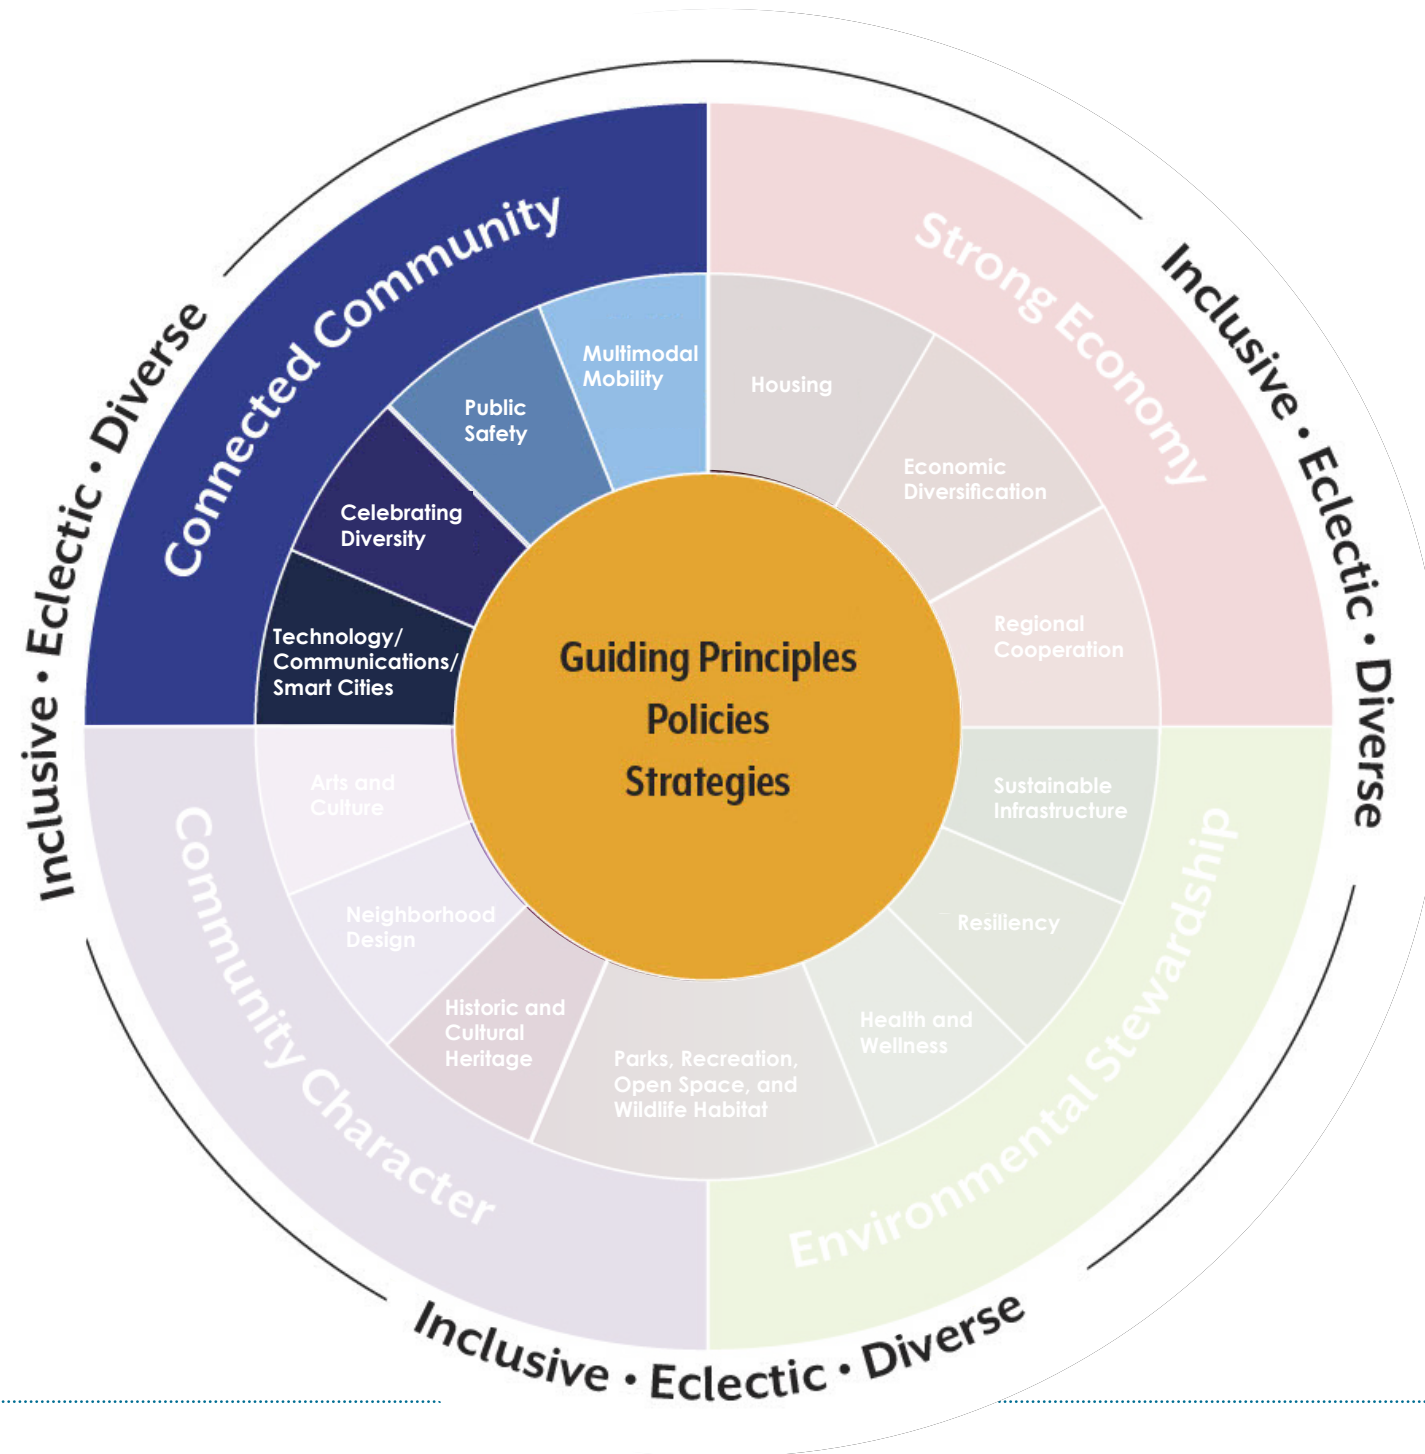 Inclusive • Eclectic • Diverse
Inclusive • Eclectic • Diverse
Inclusive • Eclectic • Diverse
Connected Community
Multimodal
Mobility
Public
Safety
Celebrating
Diversity
Technology/
Communications/
Smart Cities
Strong Economy
Housing
Economic
Diversification
Regional
Cooperation
Guiding Principles
Policies
Strategies
Environmental Stewardship
Sustainable
Infrastructure
Resiliency
Health and
Wellness
Parks, Recreation,
Open Space, and
Wildlife Habitat
Community Character
Arts and
Culture
Neighborhood
Design
Historic and
Cultural
Heritage